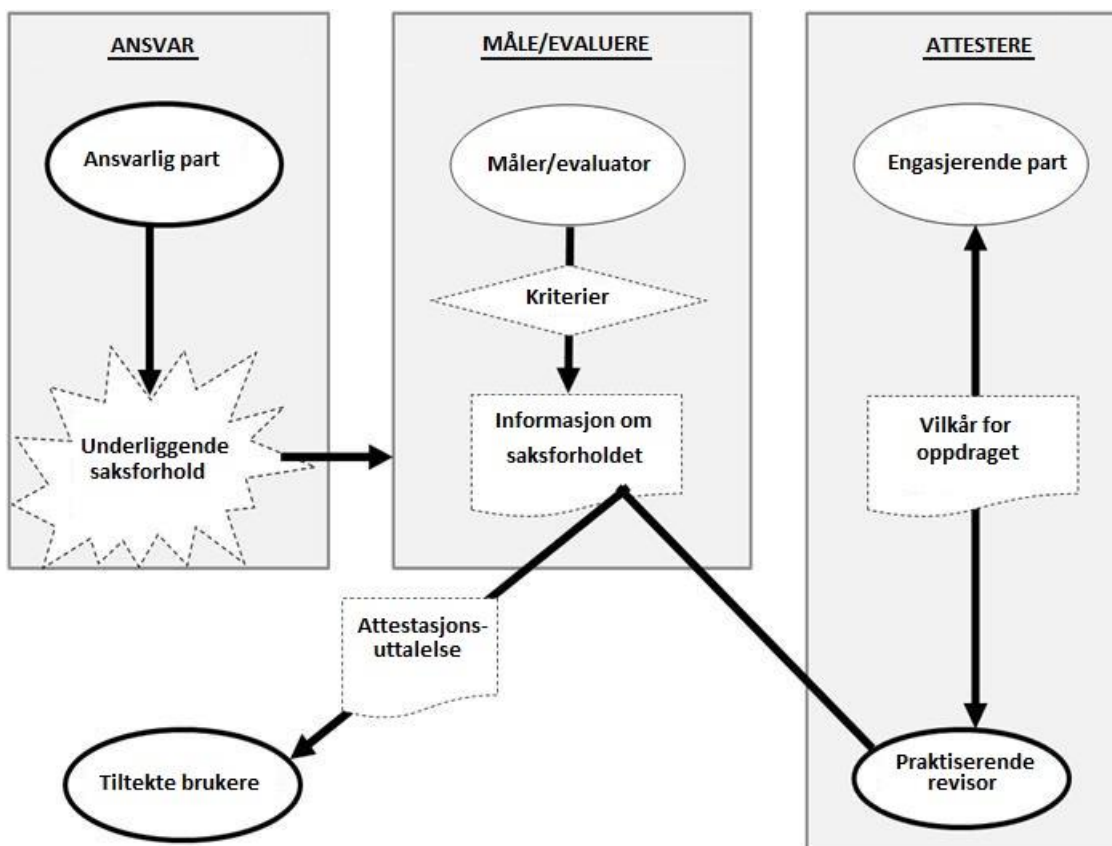 ANSVAR
Ansvarlig part
Underliggende
saksforhold
MÅLE/EVALUERE
Måler/evaluator
Kriterier
Informasjon om
saksforholdet
ATTESTERE
Engasjerende part
Vilkår for
oppdraget
Praktiserende
revisor
Attestasjons-
uttalelse
Tiltekte brukere